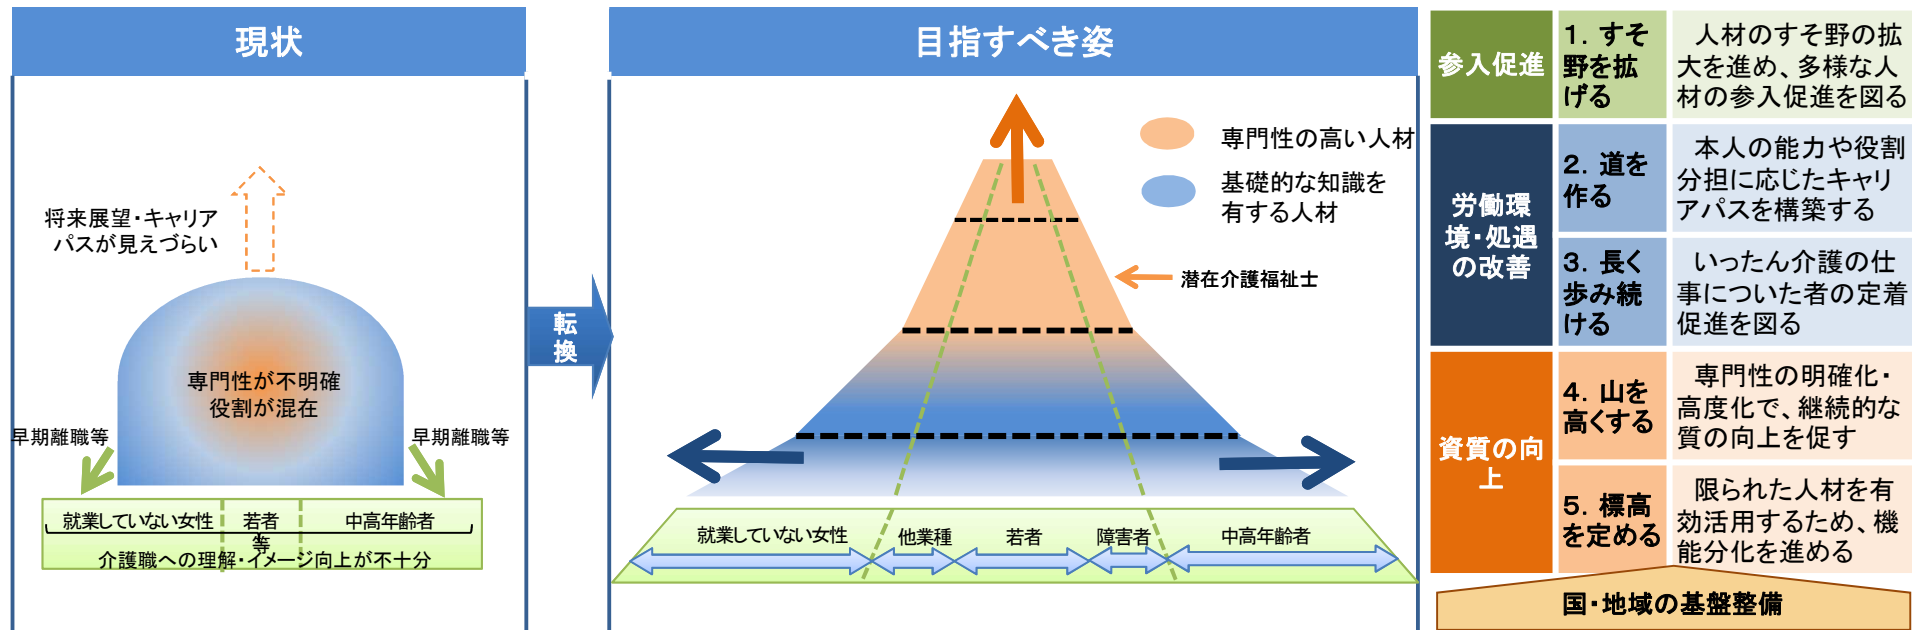 現状
将来展望・キャリア
パスが見えづらい
専門性が不明確
役割が混在
早期離職等
早期離職等
就業していない女性
若者
中高年齢者
等
介護職への理解・イメージ向上が不十分
転
換
目指すべき姿
専門性の高い人材
基礎的な知識を
有する人材
潜在介護福祉士
就業していない女性
他業種
若者
障害者
中高年齢者
参入促進
1. すそ
野を拡
げる
人材のすそ野の拡
大を進め、多様な人
材の参入促進を図る
労働環
境・処遇
の改善
2. 道を
作る
本人の能力や役割
分担に応じたキャリ
アパスを構築する
3. 長く
歩み続
ける
いったん介護の仕
事についた者の定着
促進を図る
資質の向
上
4. 山を
高くする
専門性の明確化・
高度化で、継続的な
質の向上を促す
5. 標高
を定める
限られた人材を有
効活用するため、機
能分化を進める
国・地域の基盤整備